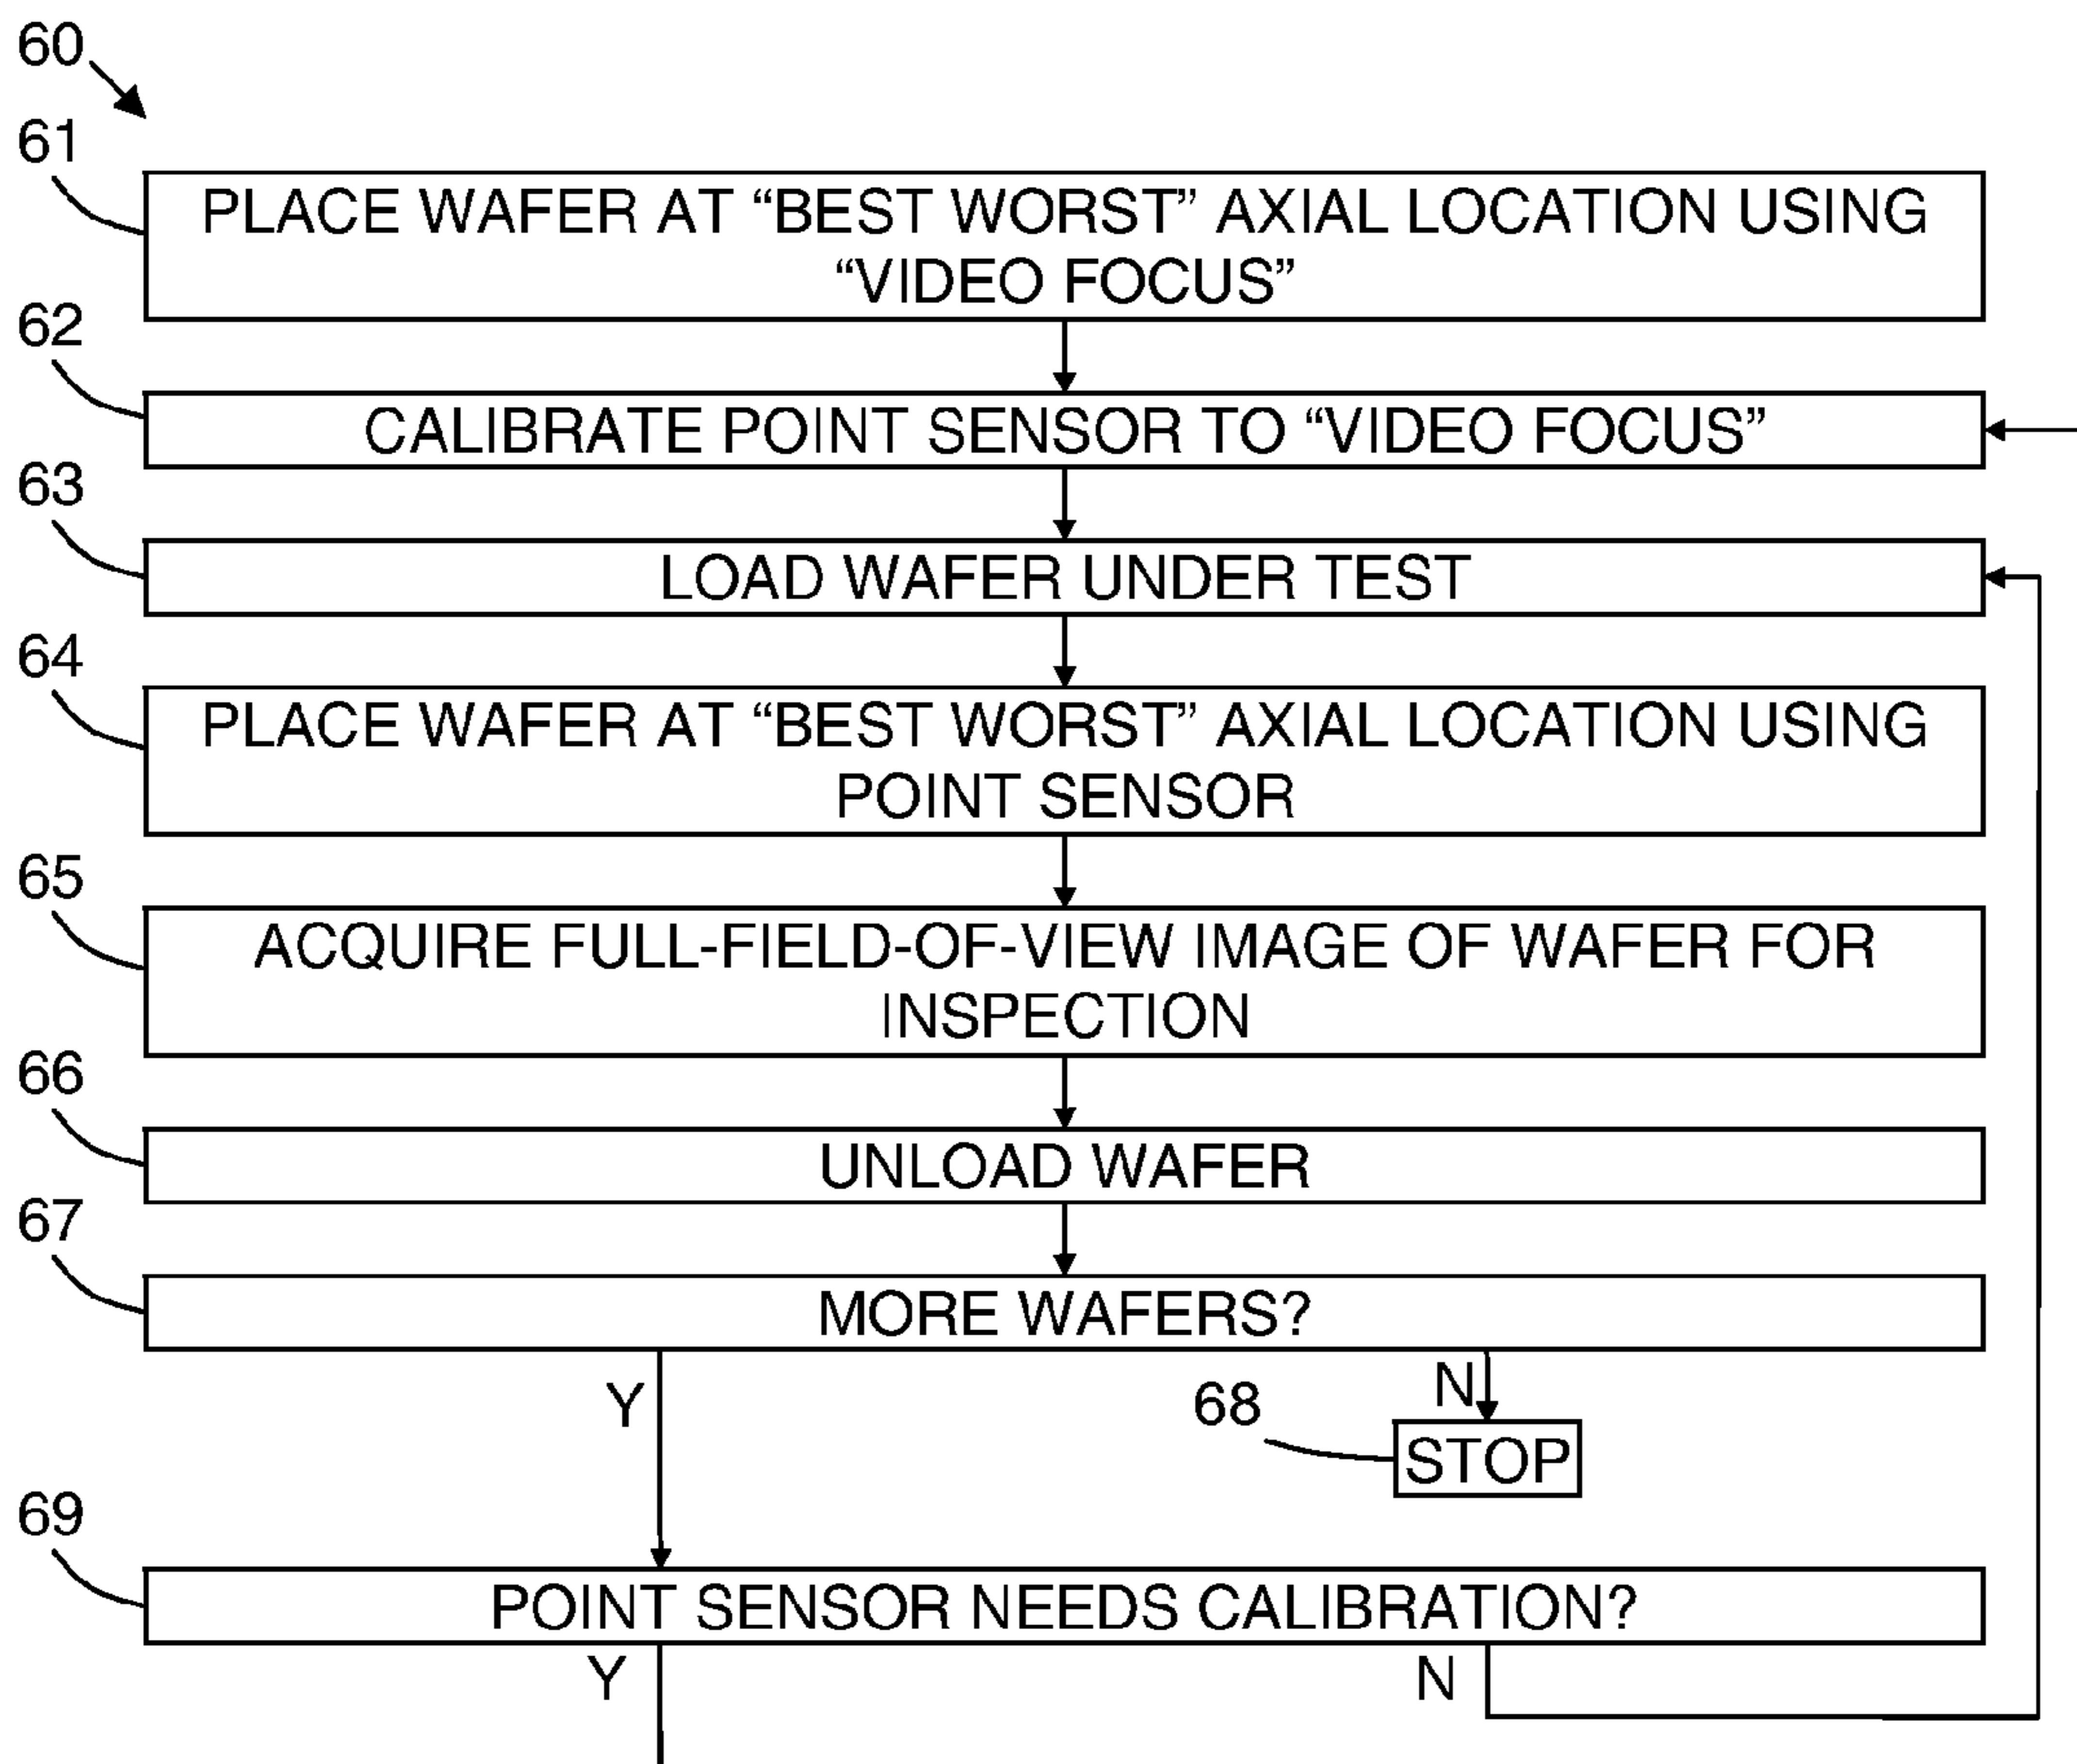 60
61
PLACE WAFER AT “BEST WORST” AXIAL LOCATION USING
“VIDEO FOCUS”
62
CALIBRATE POINT SENSOR TO “VIDEO FOCUS”
63
LOAD WAFER UNDER TEST
64
PLACE WAFER AT “BEST WORST” AXIAL LOCATION USING
POINT SENSOR
65
ACQUIRE FULL-FIELD-OF-VIEW IMAGE OF WAFER FOR
INSPECTION
66
UNLOAD WAFER
67
MORE WAFERS?
Y
N
68
STOP
69
POINT SENSOR NEEDS CALIBRATION?
Y
N